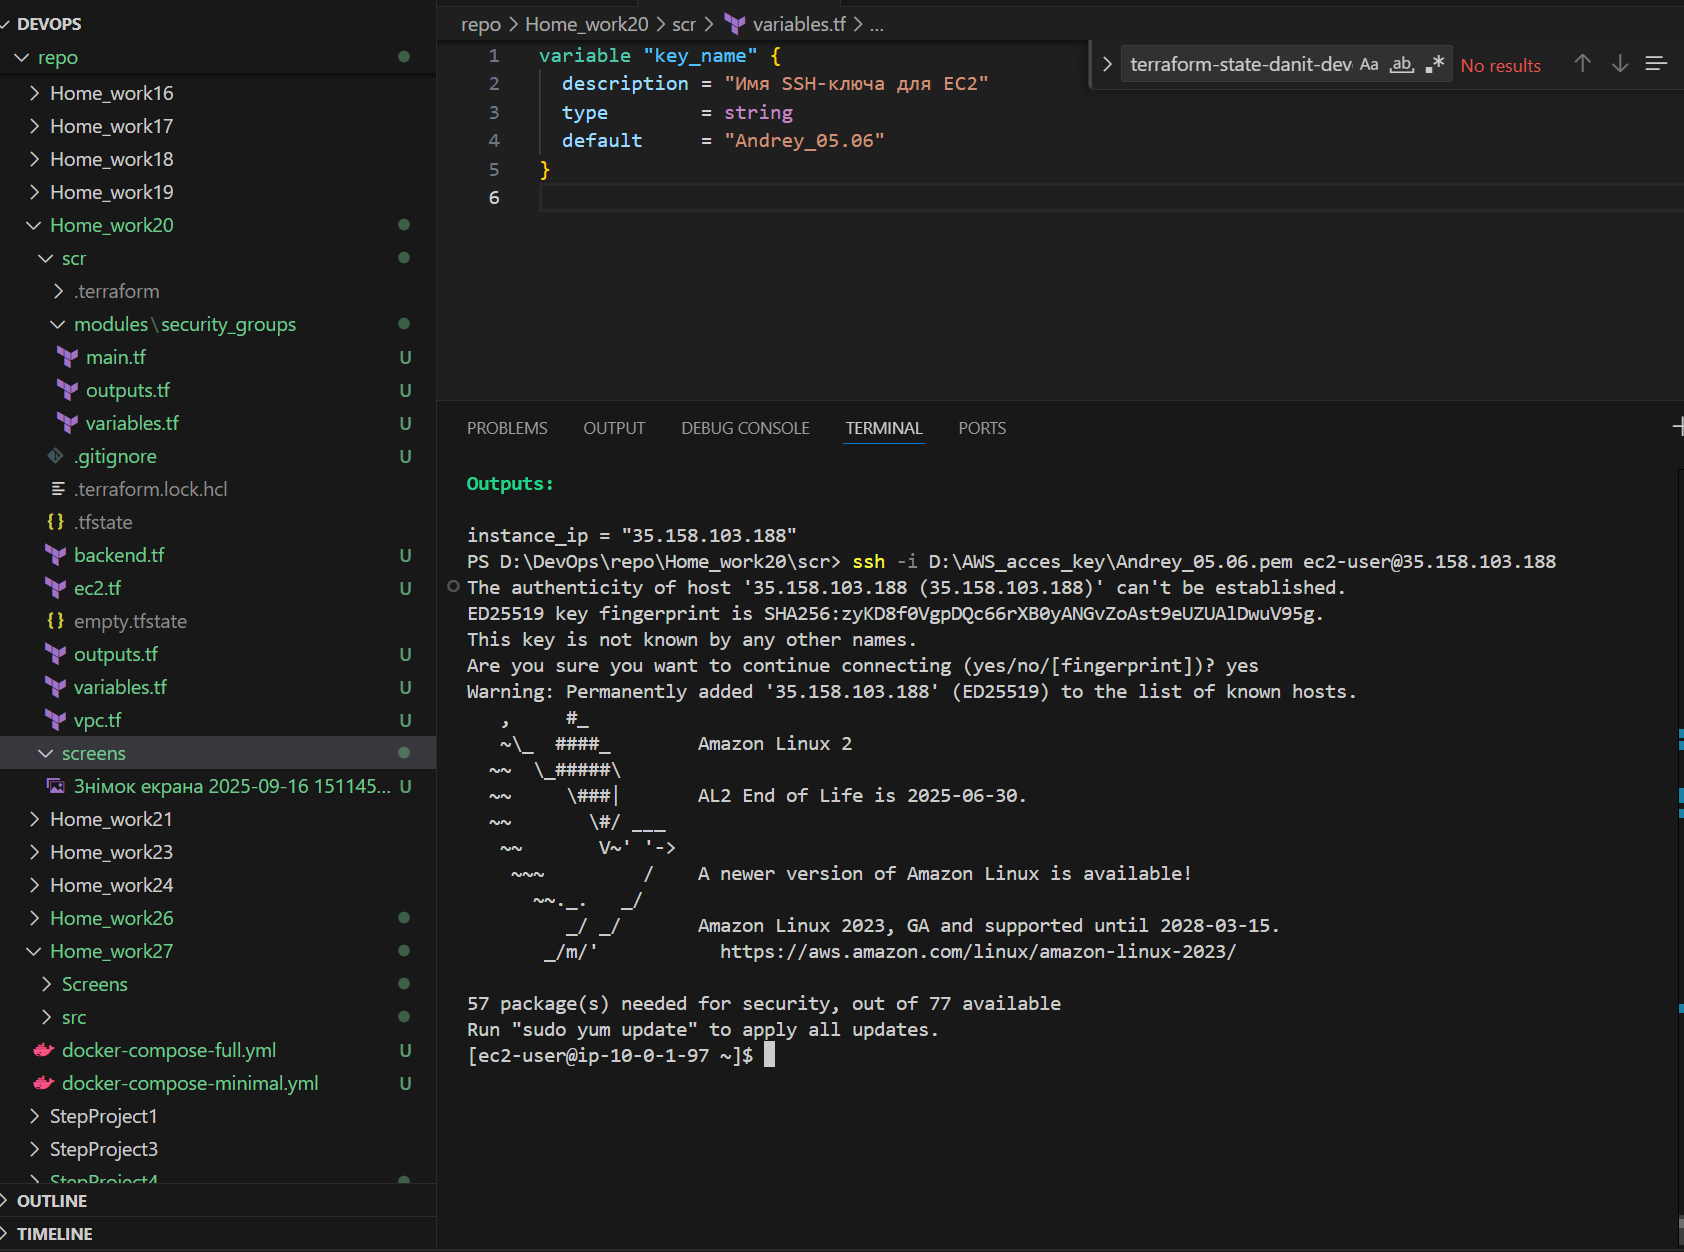 DEVOPS
repo
Home_work16
Home_work17
Home_work18
Home_work19
Home_work20
scr
.terraform
modules\security_groups
main.tf U
outputs.tf U
variables.tf U
.gitignore U
.terraform.lock.hcl
{} .tfstate
backend.tf U
ec2.tf U
{} empty.tfstate
outputs.tf U
variables.tf U
vpc.tf U
screens
Знімок екрана 2025-09-16 151145... U
Home_work21
Home_work23
Home_work24
Home_work26
Home_work27
Screens
src
docker-compose-full.yml U
docker-compose-minimal.yml U
StepProject1
StepProject3
StepProject4
OUTLINE
TIMELINE
repo > Home_work20 > scr > variables.tf > ...
terraform-state-danit-dev Aa ab .* No results
1 variable "key_name" {
2 description = "Имя SSH-ключа для EC2"
3 type = string
4 default = "Andrey_05.06"
5 }
6
PROBLEMS OUTPUT DEBUG CONSOLE TERMINAL PORTS
Outputs:
instance_ip = "35.158.103.188"
PS D:\DevOps\repo\Home_work20\scr> ssh -i D:\AWS_acces_key\Andrey_05.06.pem ec2-user@35.158.103.188
The authenticity of host '35.158.103.188 (35.158.103.188)' can't be established.
ED25519 key fingerprint is SHA256:zyKD8f0VgpDQc66rXB0yANGvZoAst9eUZUAlDwuV95g.
This key is not known by any other names.
Are you sure you want to continue connecting (yes/no/[fingerprint])? yes
Warning: Permanently added '35.158.103.188' (ED25519) to the list of known hosts.
   ,     #_
   ~\_  ####_        Amazon Linux 2
  ~~  \_#####\
  ~~     \###|       AL2 End of Life is 2025-06-30.
  ~~       \#/ ___
   ~~       V~' '->
    ~~~         /    A newer version of Amazon Linux is available!
      ~~._.   _/
         _/ _/       Amazon Linux 2023, GA and supported until 2028-03-15.
       _/m/'           https://aws.amazon.com/linux/amazon-linux-2023/
57 package(s) needed for security, out of 77 available
Run "sudo yum update" to apply all updates.
[ec2-user@ip-10-0-1-97 ~]$